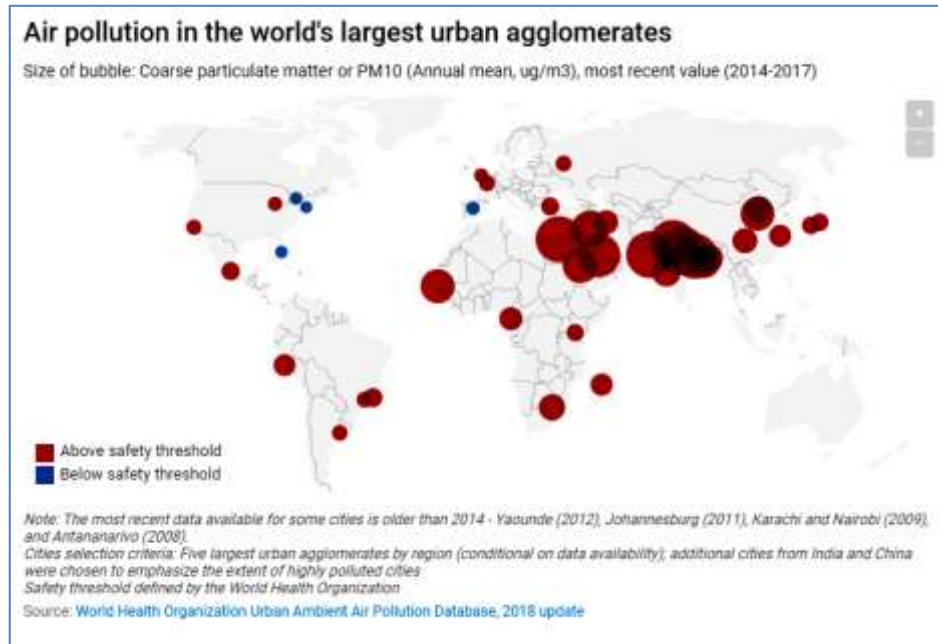 Air pollution in the world's largest urban agglomerates
Size of bubble: Coarse particulate matter or PM10 (Annual mean, ug/m3), most recent value (2014-2017)
+
−
Above safety threshold
Below safety threshold
Note: The most recent data available for some cities is older than 2014 - Yaounde (2012), Johannesburg (2011), Karachi and Nairobi (2009),
and Antananarivo (2008).
Cities selection criteria: Five largest urban agglomerates by region (conditional on data availability); additional cities from India and China
were chosen to emphasize the extent of highly polluted cities
Safety threshold defined by the World Health Organization
Source: World Health Organization Urban Ambient Air Pollution Database, 2018 update